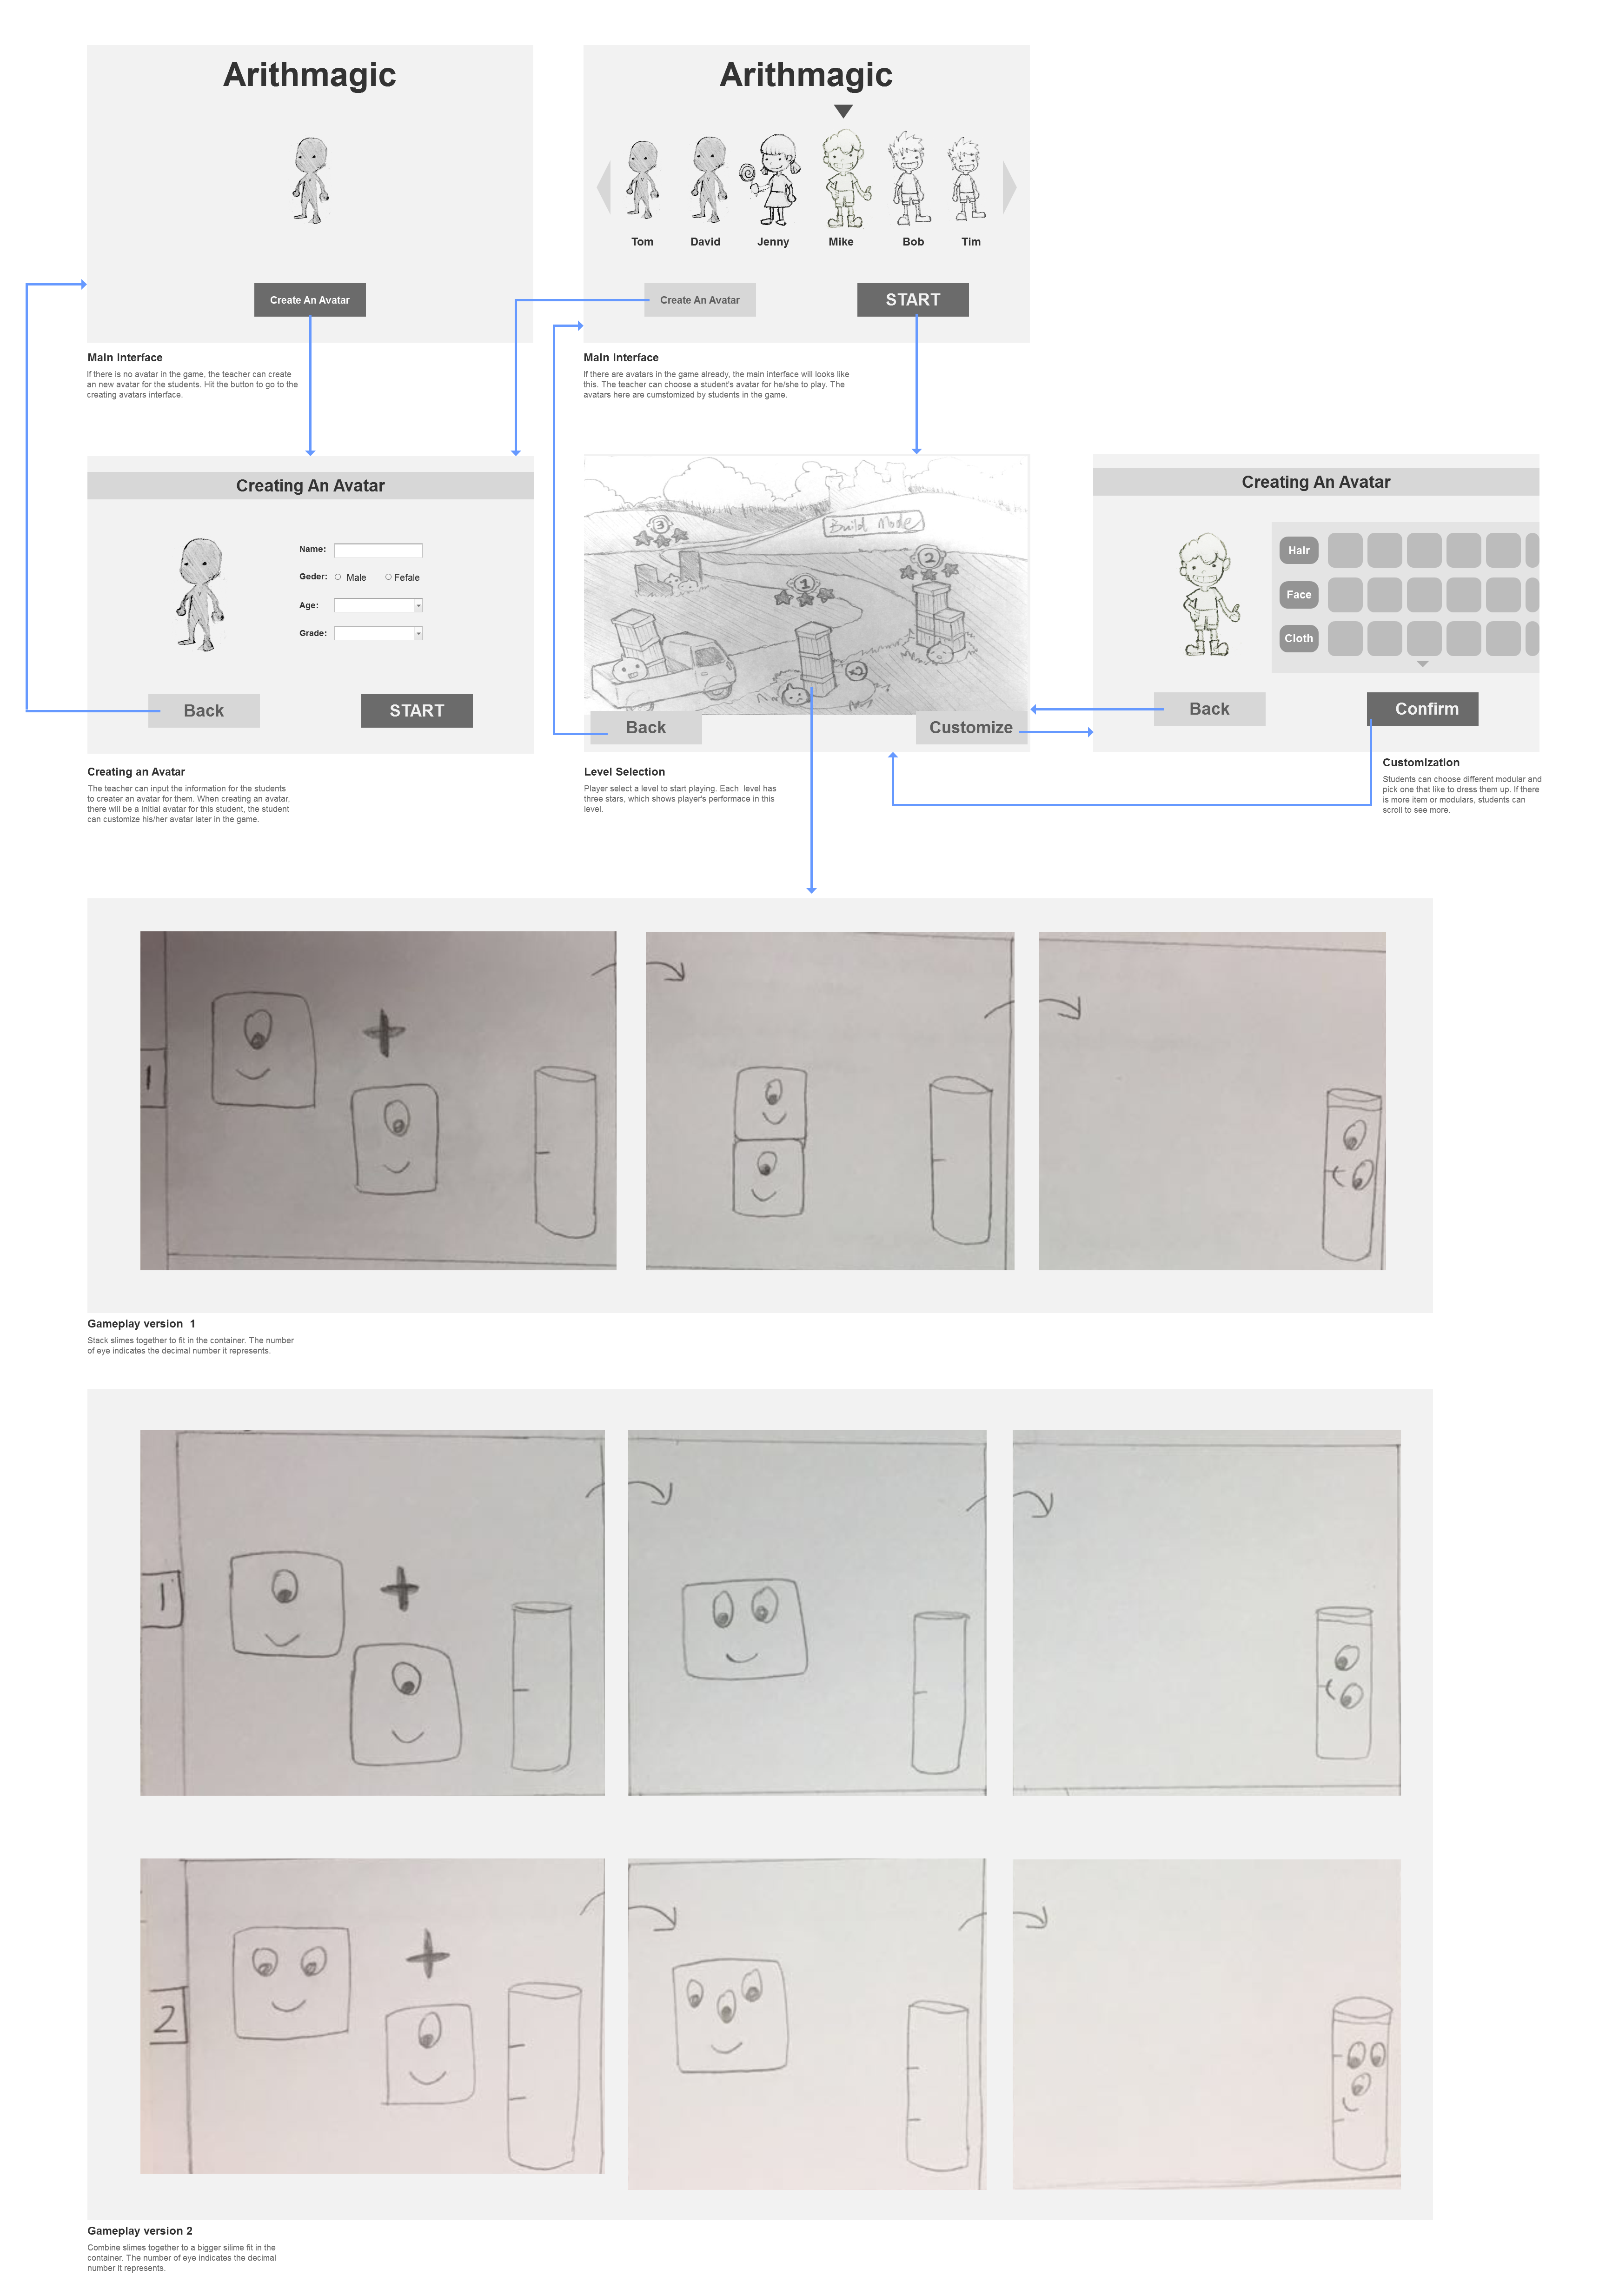 Arithmagic
Create An Avatar
Main interface
If there is no avatar in the game, the teacher can create
an new avatar for the students. Hit the button to go to the
creating avatars interface.
Arithmagic
Tom David Jenny Mike Bob Tim
Create An Avatar START
Main interface
If there are avatars in the game already, the main interface will looks like
this. The teacher can choose a student's avatar for he/she to play. The
avatars here are cumstomized by students in the game.
Creating An Avatar
Name:
Geder: Male Fefale
Age:
Grade:
Back START
Creating an Avatar
The teacher can input the information for the students
to creater an avatar for them. When creating an avatar,
there will be a initial avatar for this student, the student
can customize his/her avatar later in the game.
Build Mode
3
1
2
Back Customize
Level Selection
Player select a level to start playing. Each level has
three stars, which shows player's performace in this
level.
Creating An Avatar
Hair
Face
Cloth
Back Confirm
Customization
Students can choose different modular and
pick one that like to dress them up. If there
is more item or modulars, students can
scroll to see more.
1
+
Gameplay version 1
Stack slimes together to fit in the container. The number
of eye indicates the decimal number it represents.
1
+
2
+
Gameplay version 2
Combine slimes together to a bigger silime fit in the
container. The number of eye indicates the decimal
number it represents.